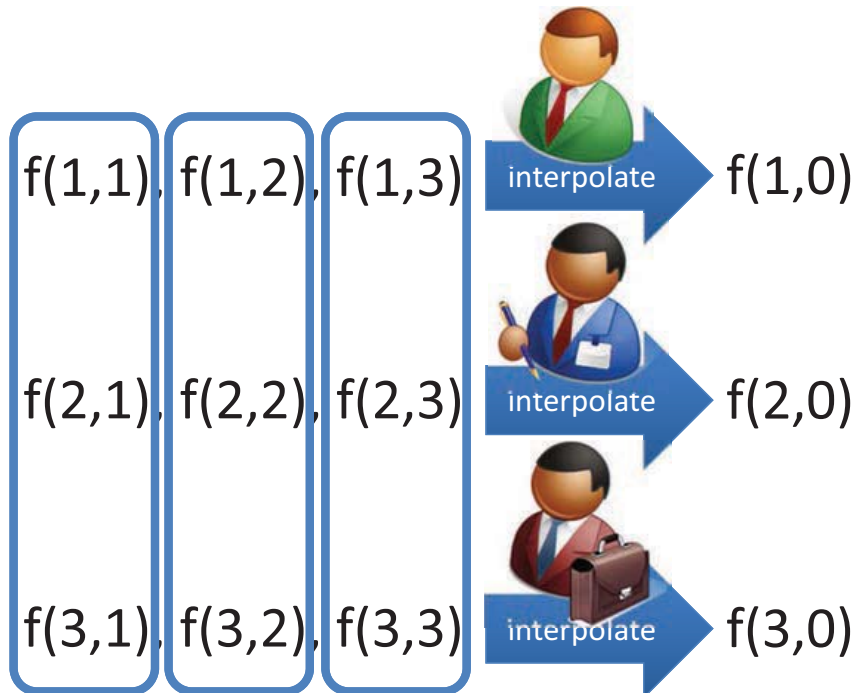 f(1,1), f(1,2), f(1,3) interpolate f(1,0)
f(2,1), f(2,2), f(2,3) interpolate f(2,0)
f(3,1), f(3,2), f(3,3) interpolate f(3,0)